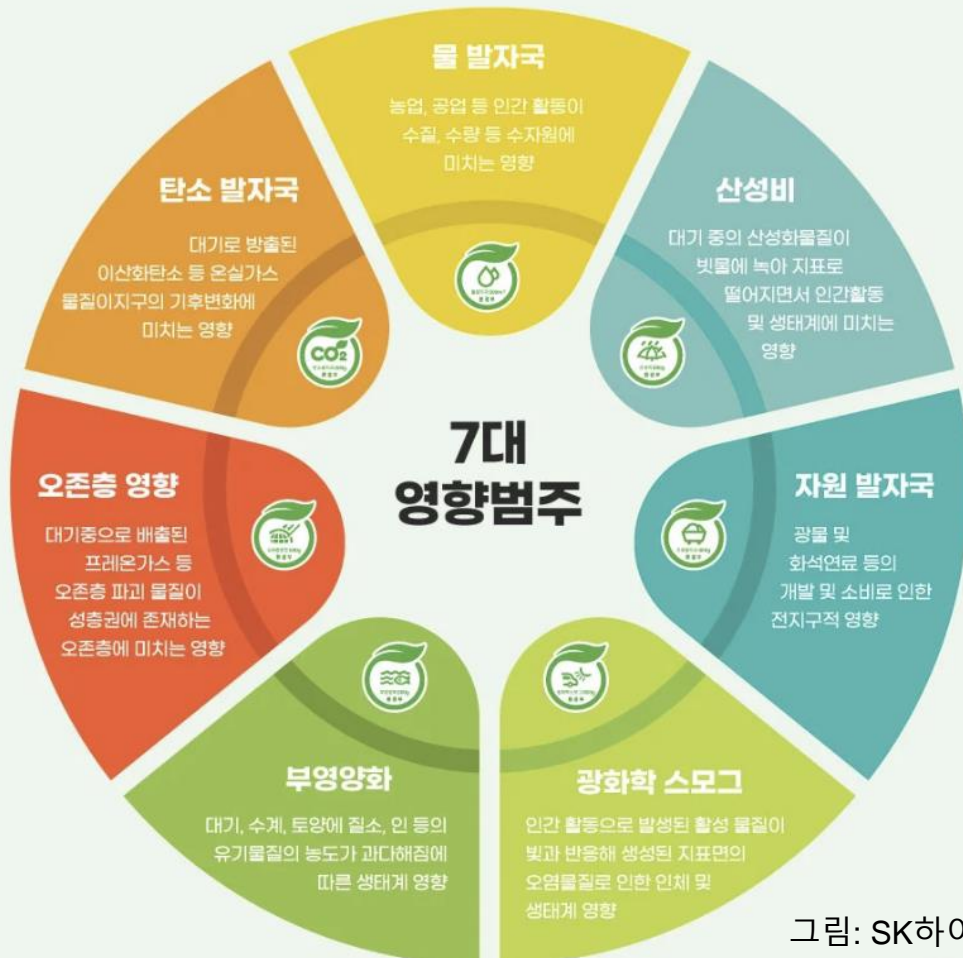 물 발자국
농업, 공업 등 인간 활동이
수질, 수량 등 수자원에
미치는 영향
산성비
대기 중의 산성화물질이
빗물에 녹아 지표로
떨어지면서 인간활동
및 생태계에 미치는
영향
자원 발자국
광물 및
화석연료 등의
개발 및 소비로 인한
전지구적 영향
광화학 스모그
인간 활동으로 발생된 활성 물질이
빛과 반응해 생성된 지표면의
오염물질로 인한 인체 및
생태계 영향
부영양화
대기, 수계, 토양에 질소, 인 등의
유기물질의 농도가 과다해짐에
따른 생태계 영향
오존층 영향
대기중으로 배출된
프레온가스 등
오존층 파괴 물질이
성층권에 존재하는
오존층에 미치는 영향
탄소 발자국
대기로 방출된
이산화탄소 등 온실가스
물질이지구의 기후변화에
미치는 영향
CO2
환경부
7대
영향범주
그림: SK하이